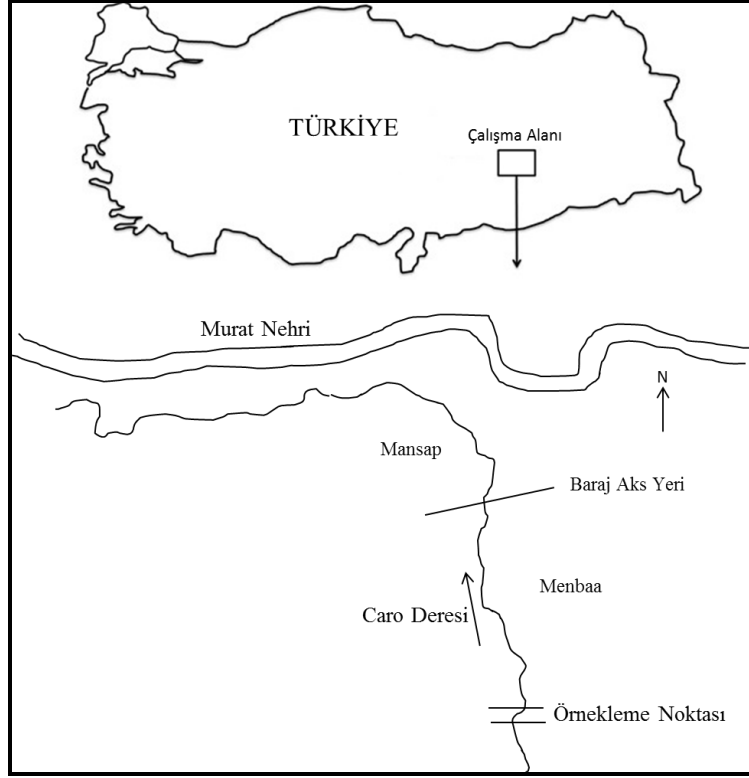 TÜRKİYE
Çalışma Alanı
Murat Nehri
N
Mansap
Baraj Aks Yeri
Menbaa
Caro Deresi
Örnekleme Noktası